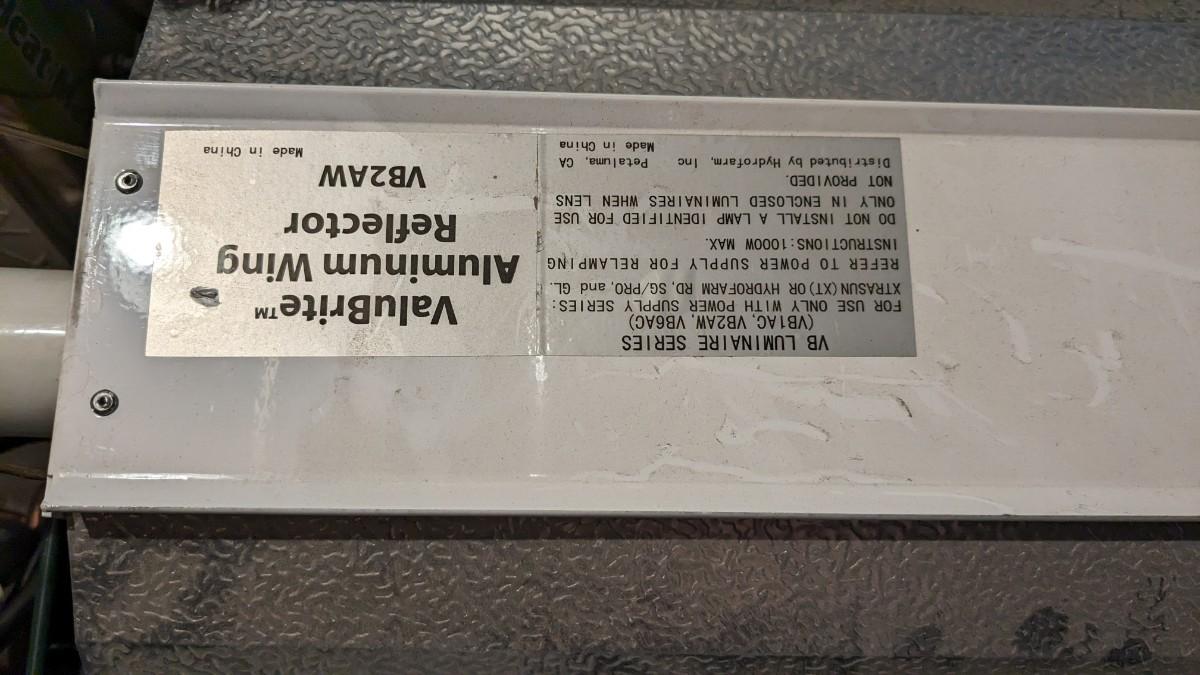 VB LUMINAIRE SERIES
(VB1AC, VB2AW, VB6AC)
FOR USE ONLY WITH POWER SUPPLY SERIES:
XTRASUN (XT) OR HYDROFARM RD, SG/PRO, and GL.
REFER TO POWER SUPPLY FOR RELAMPING
INSTRUCTIONS: 1000W MAX.
DO NOT INSTALL A LAMP IDENTIFIED FOR USE
ONLY IN ENCLOSED LUMINAIRES WHEN LENS
NOT PROVIDED.
Distributed by Hydrofarm, Inc Petaluma, CA
Made in China
ValuBrite™
Aluminum Wing
Reflector
VB2AW
Made in China